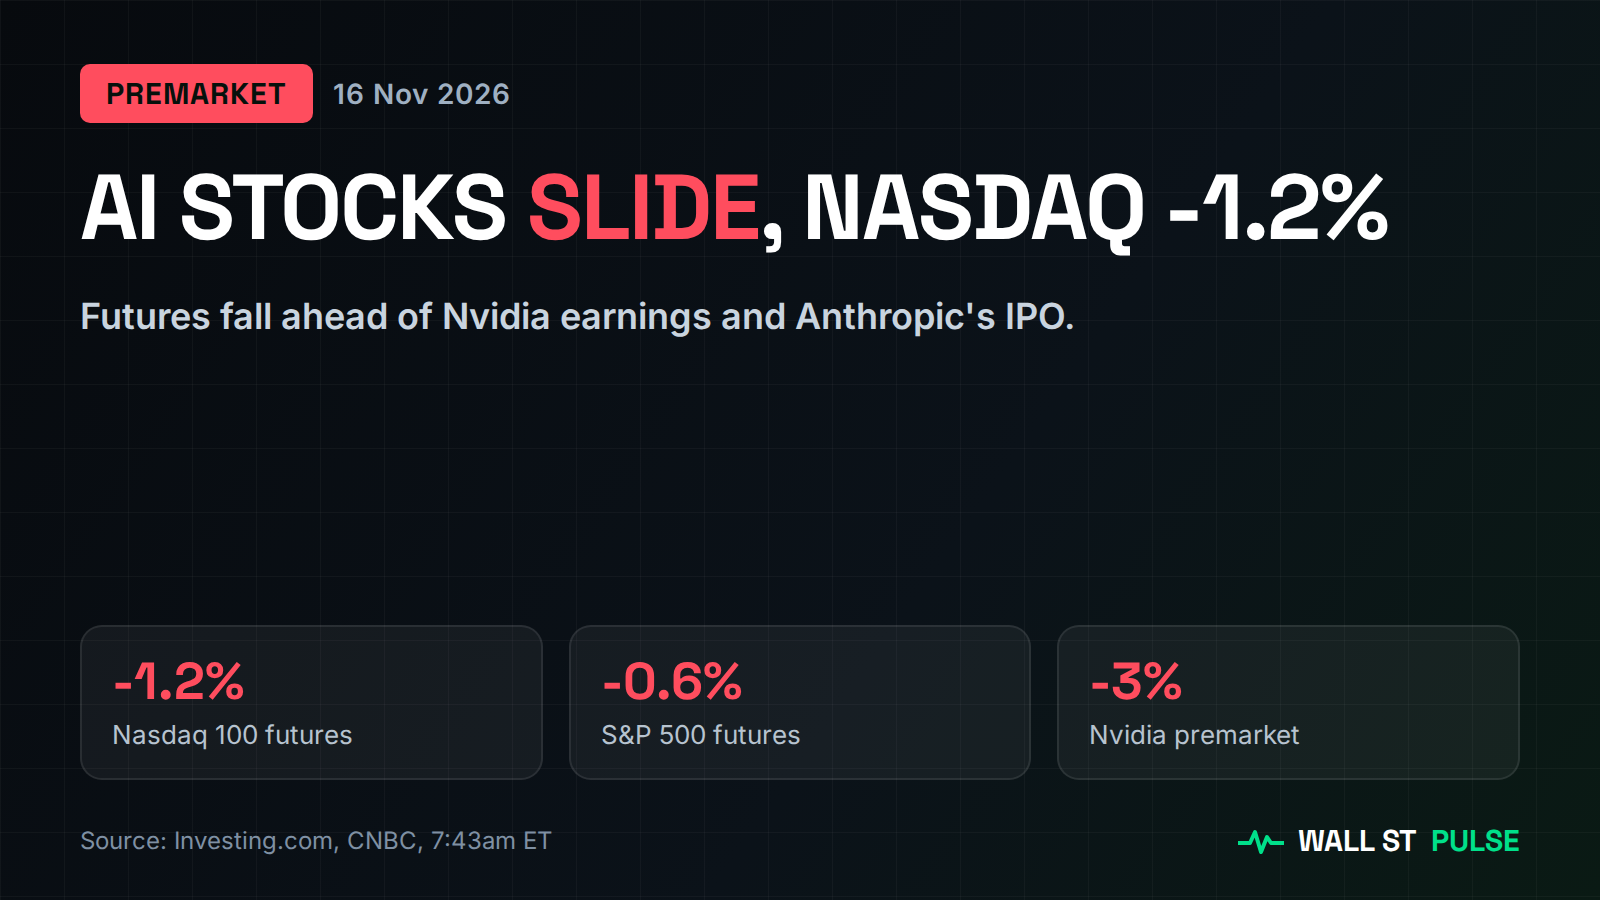 PREMARKET 16 Nov 2026
AI STOCKS SLIDE, NASDAQ -1.2%
Futures fall ahead of Nvidia earnings and Anthropic's IPO.
-1.2%
Nasdaq 100 futures
-0.6%
S&P 500 futures
-3%
Nvidia premarket
Source: Investing.com, CNBC, 7:43am ET
WALL ST PULSE